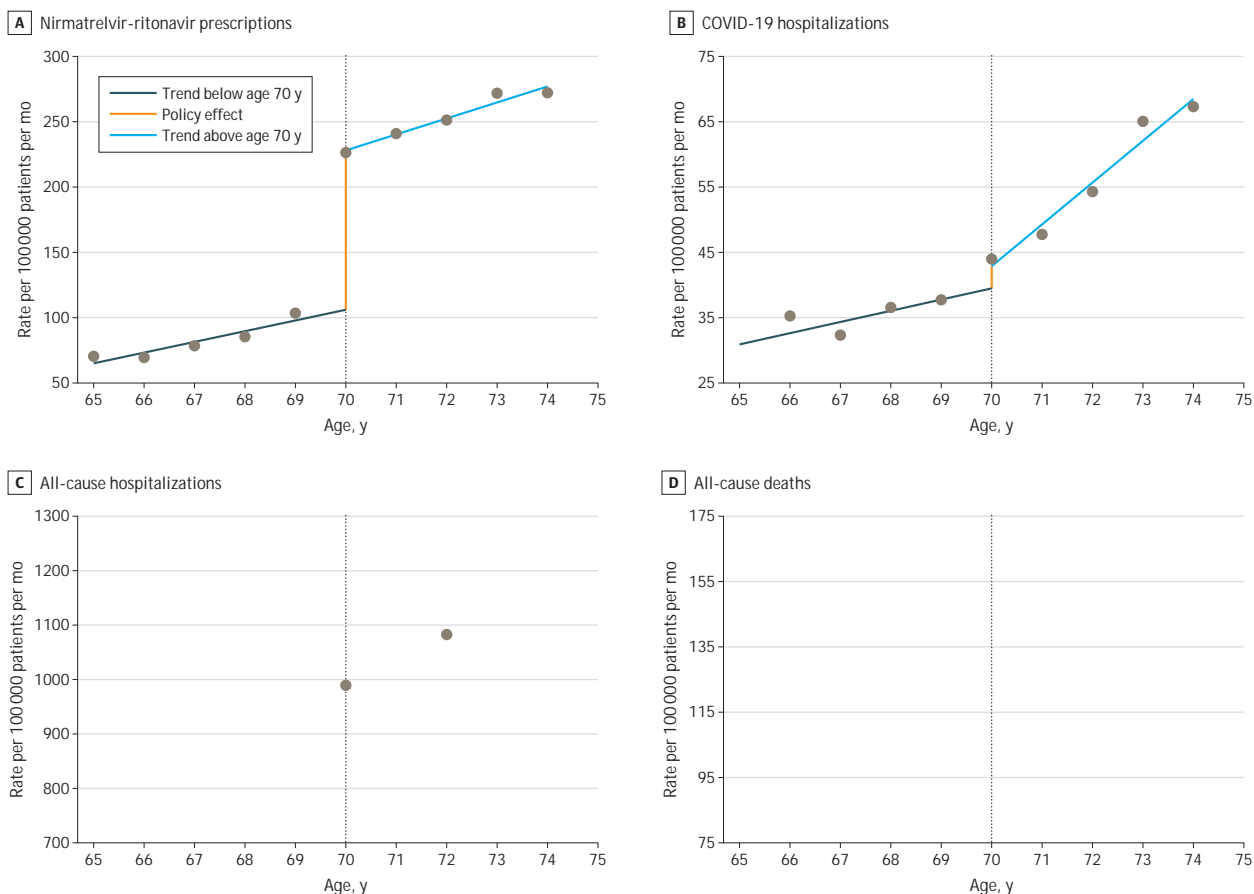 A Nirmatrelvir-ritonavir prescriptions
Rate per 100 000 patients per mo
300
250
200
150
100
50
Trend below age 70 y
Policy effect
Trend above age 70 y
65 66 67 68 69 70 71 72 73 74 75
Age, y
B COVID-19 hospitalizations
Rate per 100 000 patients per mo
75
65
55
45
35
25
65 66 67 68 69 70 71 72 73 74 75
Age, y
C All-cause hospitalizations
Rate per 100 000 patients per mo
1300
1200
1100
1000
900
800
700
65 66 67 68 69 70 71 72 73 74 75
Age, y
D All-cause deaths
Rate per 100 000 patients per mo
175
155
135
115
95
75
65 66 67 68 69 70 71 72 73 74 75
Age, y